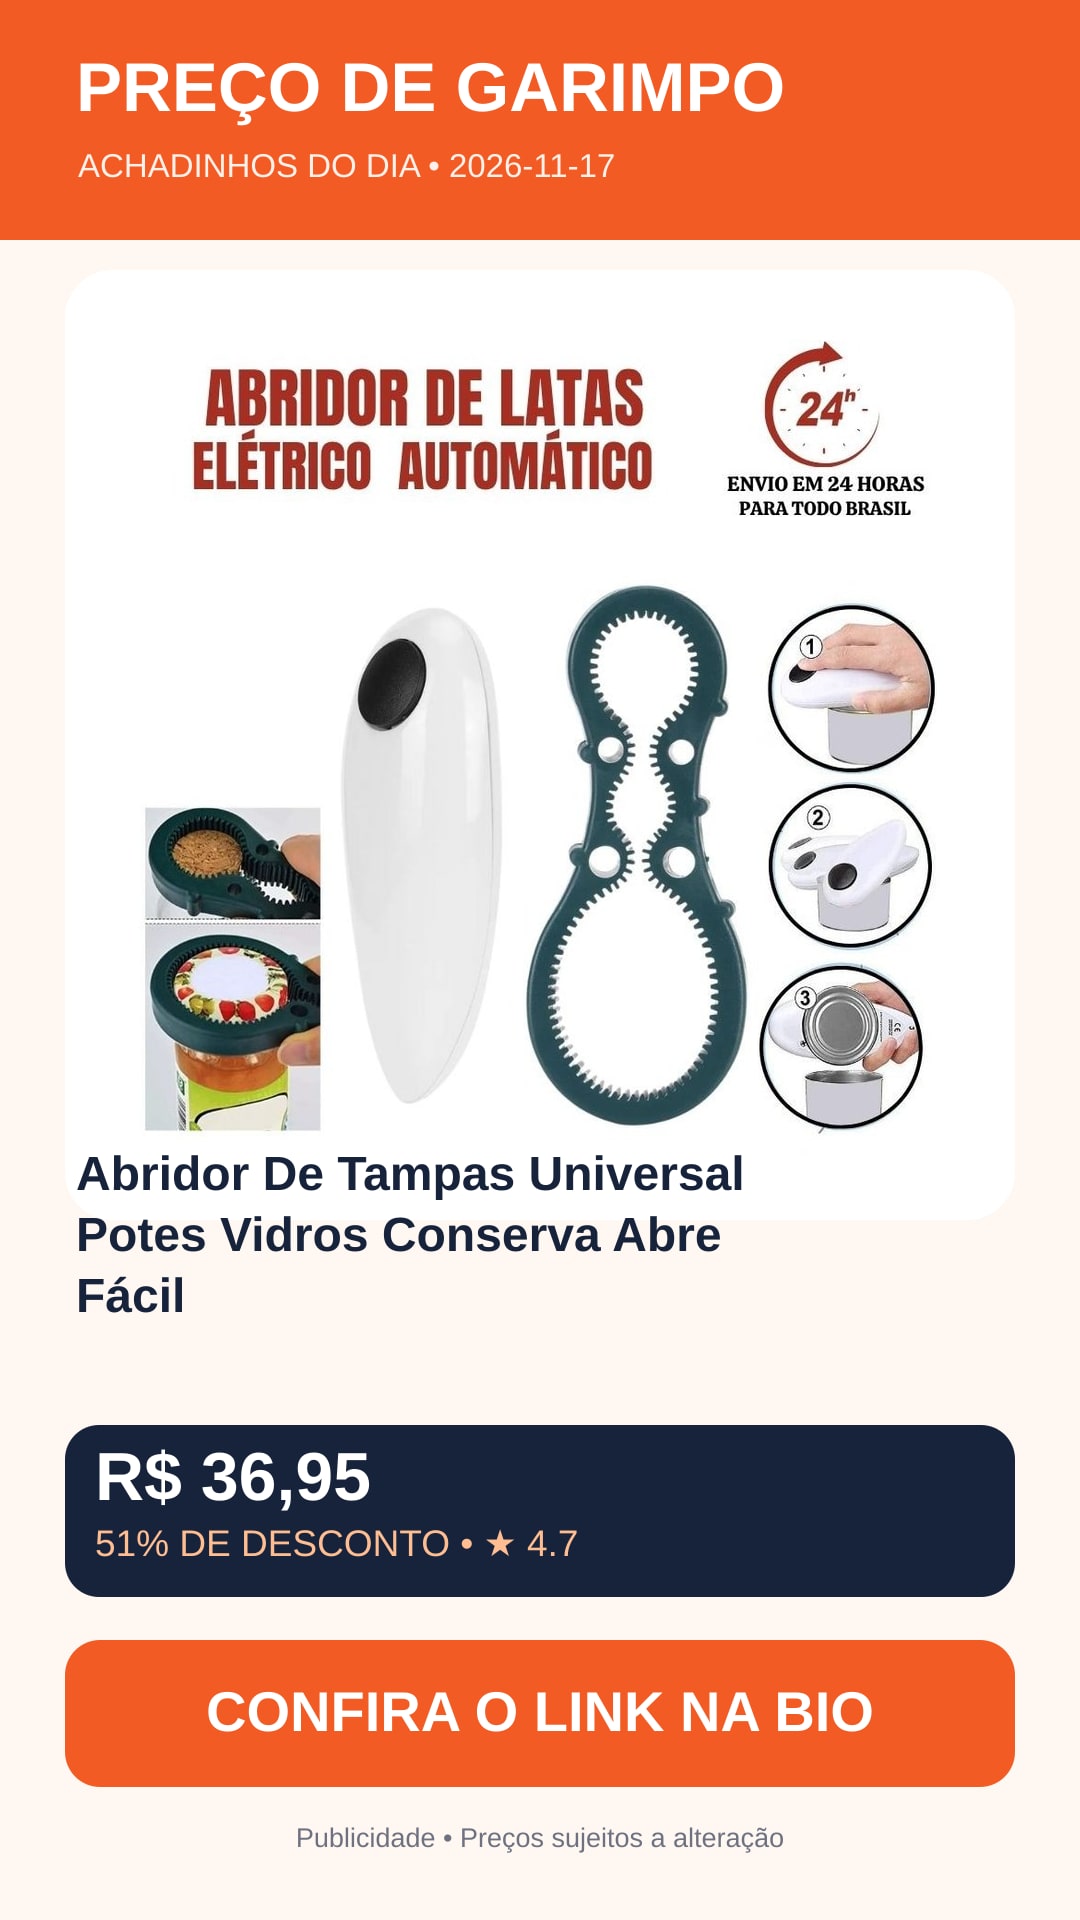 PREÇO DE GARIMPO
ACHADINHOS DO DIA • 2026-11-17
ABRIDOR DE LATAS
ELÉTRICO AUTOMÁTICO
24h
ENVIO EM 24 HORAS
PARA TODO BRASIL
1
2
3
Abridor De Tampas Universal
Potes Vidros Conserva Abre
Fácil
R$ 36,95
51% DE DESCONTO • ★ 4.7
CONFIRA O LINK NA BIO
Publicidade • Preços sujeitos a alteração